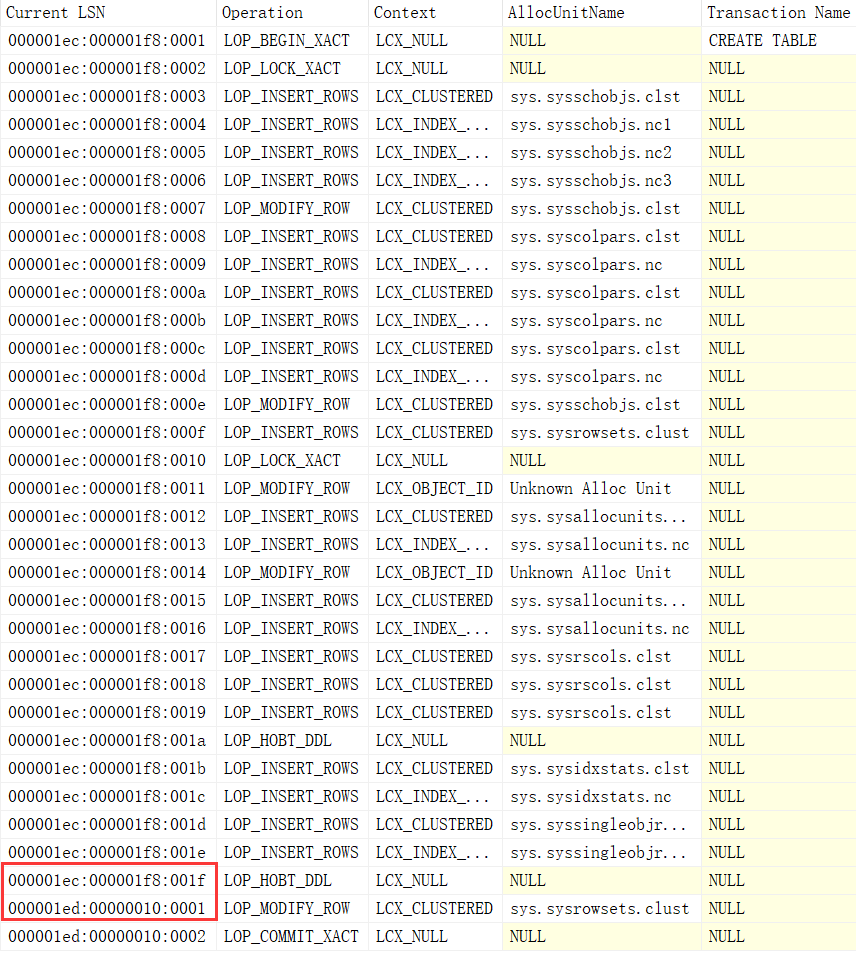 Current LSN Operation Context AllocUnitName Transaction Name
000001ec:000001f8:0001 LOP_BEGIN_XACT LCX_NULL NULL CREATE TABLE
000001ec:000001f8:0002 LOP_LOCK_XACT LCX_NULL NULL NULL
000001ec:000001f8:0003 LOP_INSERT_ROWS LCX_CLUSTERED sys.sysschobjs.clst NULL
000001ec:000001f8:0004 LOP_INSERT_ROWS LCX_INDEX_... sys.sysschobjs.nc1 NULL
000001ec:000001f8:0005 LOP_INSERT_ROWS LCX_INDEX_... sys.sysschobjs.nc2 NULL
000001ec:000001f8:0006 LOP_INSERT_ROWS LCX_INDEX_... sys.sysschobjs.nc3 NULL
000001ec:000001f8:0007 LOP_MODIFY_ROW LCX_CLUSTERED sys.sysschobjs.clst NULL
000001ec:000001f8:0008 LOP_INSERT_ROWS LCX_CLUSTERED sys.syscolpars.clst NULL
000001ec:000001f8:0009 LOP_INSERT_ROWS LCX_INDEX_... sys.syscolpars.nc NULL
000001ec:000001f8:000a LOP_INSERT_ROWS LCX_CLUSTERED sys.syscolpars.clst NULL
000001ec:000001f8:000b LOP_INSERT_ROWS LCX_INDEX_... sys.syscolpars.nc NULL
000001ec:000001f8:000c LOP_INSERT_ROWS LCX_CLUSTERED sys.syscolpars.clst NULL
000001ec:000001f8:000d LOP_INSERT_ROWS LCX_INDEX_... sys.syscolpars.nc NULL
000001ec:000001f8:000e LOP_MODIFY_ROW LCX_CLUSTERED sys.sysschobjs.clst NULL
000001ec:000001f8:000f LOP_INSERT_ROWS LCX_CLUSTERED sys.sysrowsets.clust NULL
000001ec:000001f8:0010 LOP_LOCK_XACT LCX_NULL NULL NULL
000001ec:000001f8:0011 LOP_MODIFY_ROW LCX_OBJECT_ID Unknown Alloc Unit NULL
000001ec:000001f8:0012 LOP_INSERT_ROWS LCX_CLUSTERED sys.sysallocunits... NULL
000001ec:000001f8:0013 LOP_INSERT_ROWS LCX_INDEX_... sys.sysallocunits.nc NULL
000001ec:000001f8:0014 LOP_MODIFY_ROW LCX_OBJECT_ID Unknown Alloc Unit NULL
000001ec:000001f8:0015 LOP_INSERT_ROWS LCX_CLUSTERED sys.sysallocunits... NULL
000001ec:000001f8:0016 LOP_INSERT_ROWS LCX_INDEX_... sys.sysallocunits.nc NULL
000001ec:000001f8:0017 LOP_INSERT_ROWS LCX_CLUSTERED sys.sysrscols.clst NULL
000001ec:000001f8:0018 LOP_INSERT_ROWS LCX_CLUSTERED sys.sysrscols.clst NULL
000001ec:000001f8:0019 LOP_INSERT_ROWS LCX_CLUSTERED sys.sysrscols.clst NULL
000001ec:000001f8:001a LOP_HOBT_DDL LCX_NULL NULL NULL
000001ec:000001f8:001b LOP_INSERT_ROWS LCX_CLUSTERED sys.sysidxstats.clst NULL
000001ec:000001f8:001c LOP_INSERT_ROWS LCX_INDEX_... sys.sysidxstats.nc NULL
000001ec:000001f8:001d LOP_INSERT_ROWS LCX_CLUSTERED sys.syssingleobjr... NULL
000001ec:000001f8:001e LOP_INSERT_ROWS LCX_INDEX_... sys.syssingleobjr... NULL
000001ec:000001f8:001f LOP_HOBT_DDL LCX_NULL NULL NULL
000001ed:00000010:0001 LOP_MODIFY_ROW LCX_CLUSTERED sys.sysrowsets.clust NULL
000001ed:00000010:0002 LOP_COMMIT_XACT LCX_NULL NULL NULL